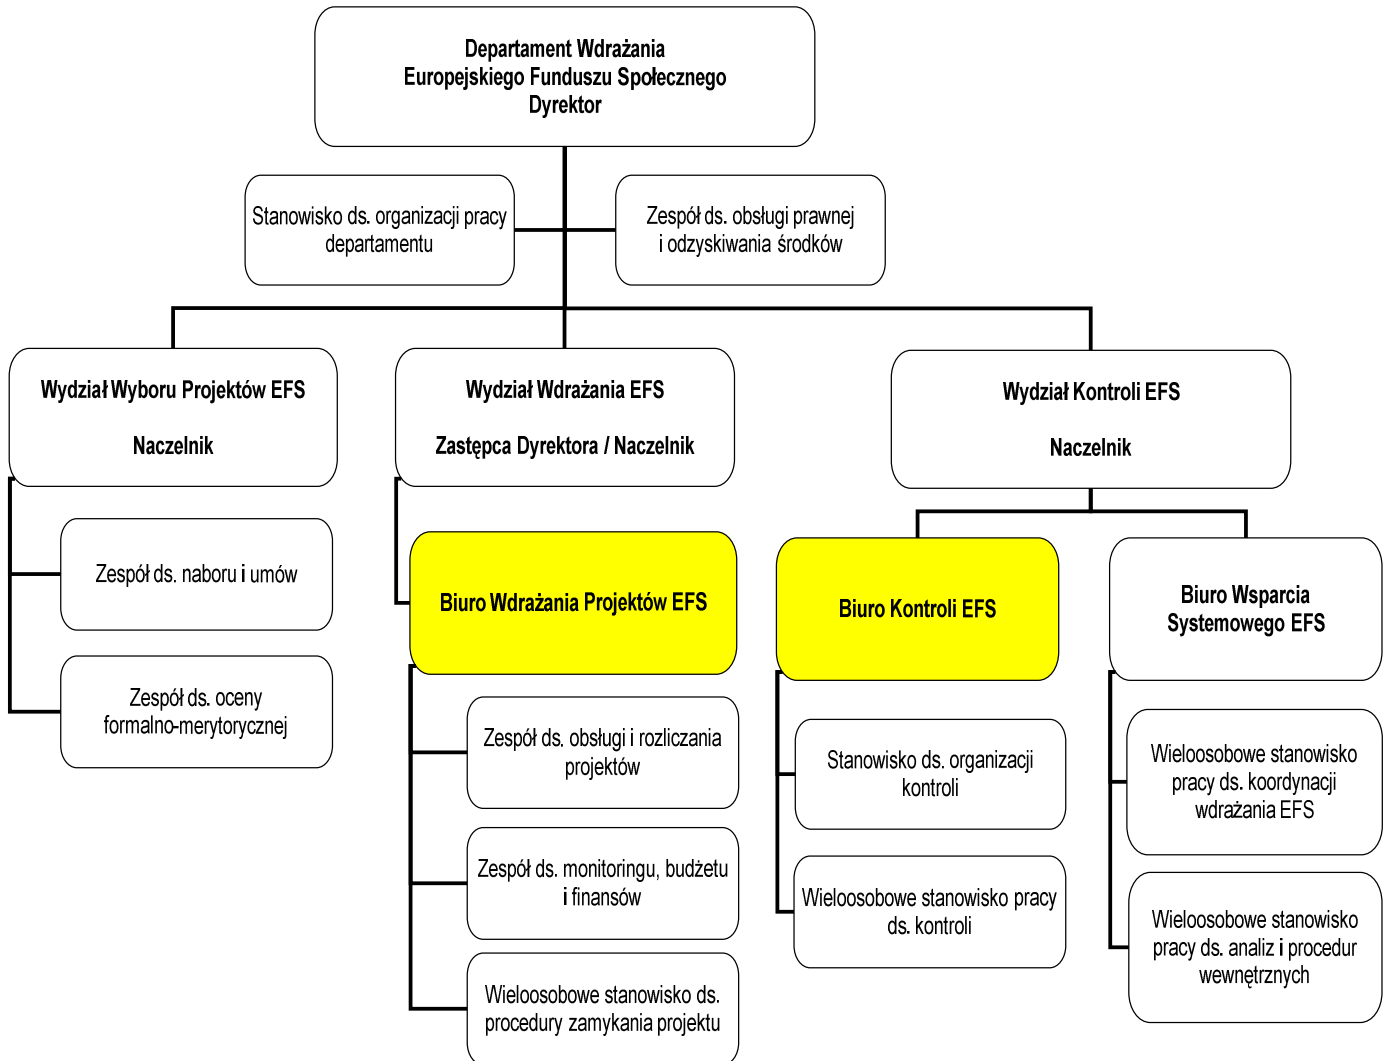 Departament Wdrażania
Europejskiego Funduszu Społecznego
Dyrektor
Stanowisko ds. organizacji pracy
departamentu
Zespół ds. obsługi prawnej
i odzyskiwania środków
Wydział Wyboru Projektów EFS
Naczelnik
Wydział Wdrażania EFS
Zastępca Dyrektora / Naczelnik
Wydział Kontroli EFS
Naczelnik
Zespół ds. naboru i umów
Zespół ds. oceny
formalno-merytorycznej
Biuro Wdrażania Projektów EFS
Zespół ds. obsługi i rozliczania
projektów
Zespół ds. monitoringu, budżetu
i finansów
Wieloosobowe stanowisko ds.
procedury zamykania projektu
Biuro Kontroli EFS
Stanowisko ds. organizacji
kontroli
Wieloosobowe stanowisko pracy
ds. kontroli
Biuro Wsparcia
Systemowego EFS
Wieloosobowe stanowisko
pracy ds. koordynacji
wdrażania EFS
Wieloosobowe stanowisko
pracy ds. analiz i procedur
wewnętrznych